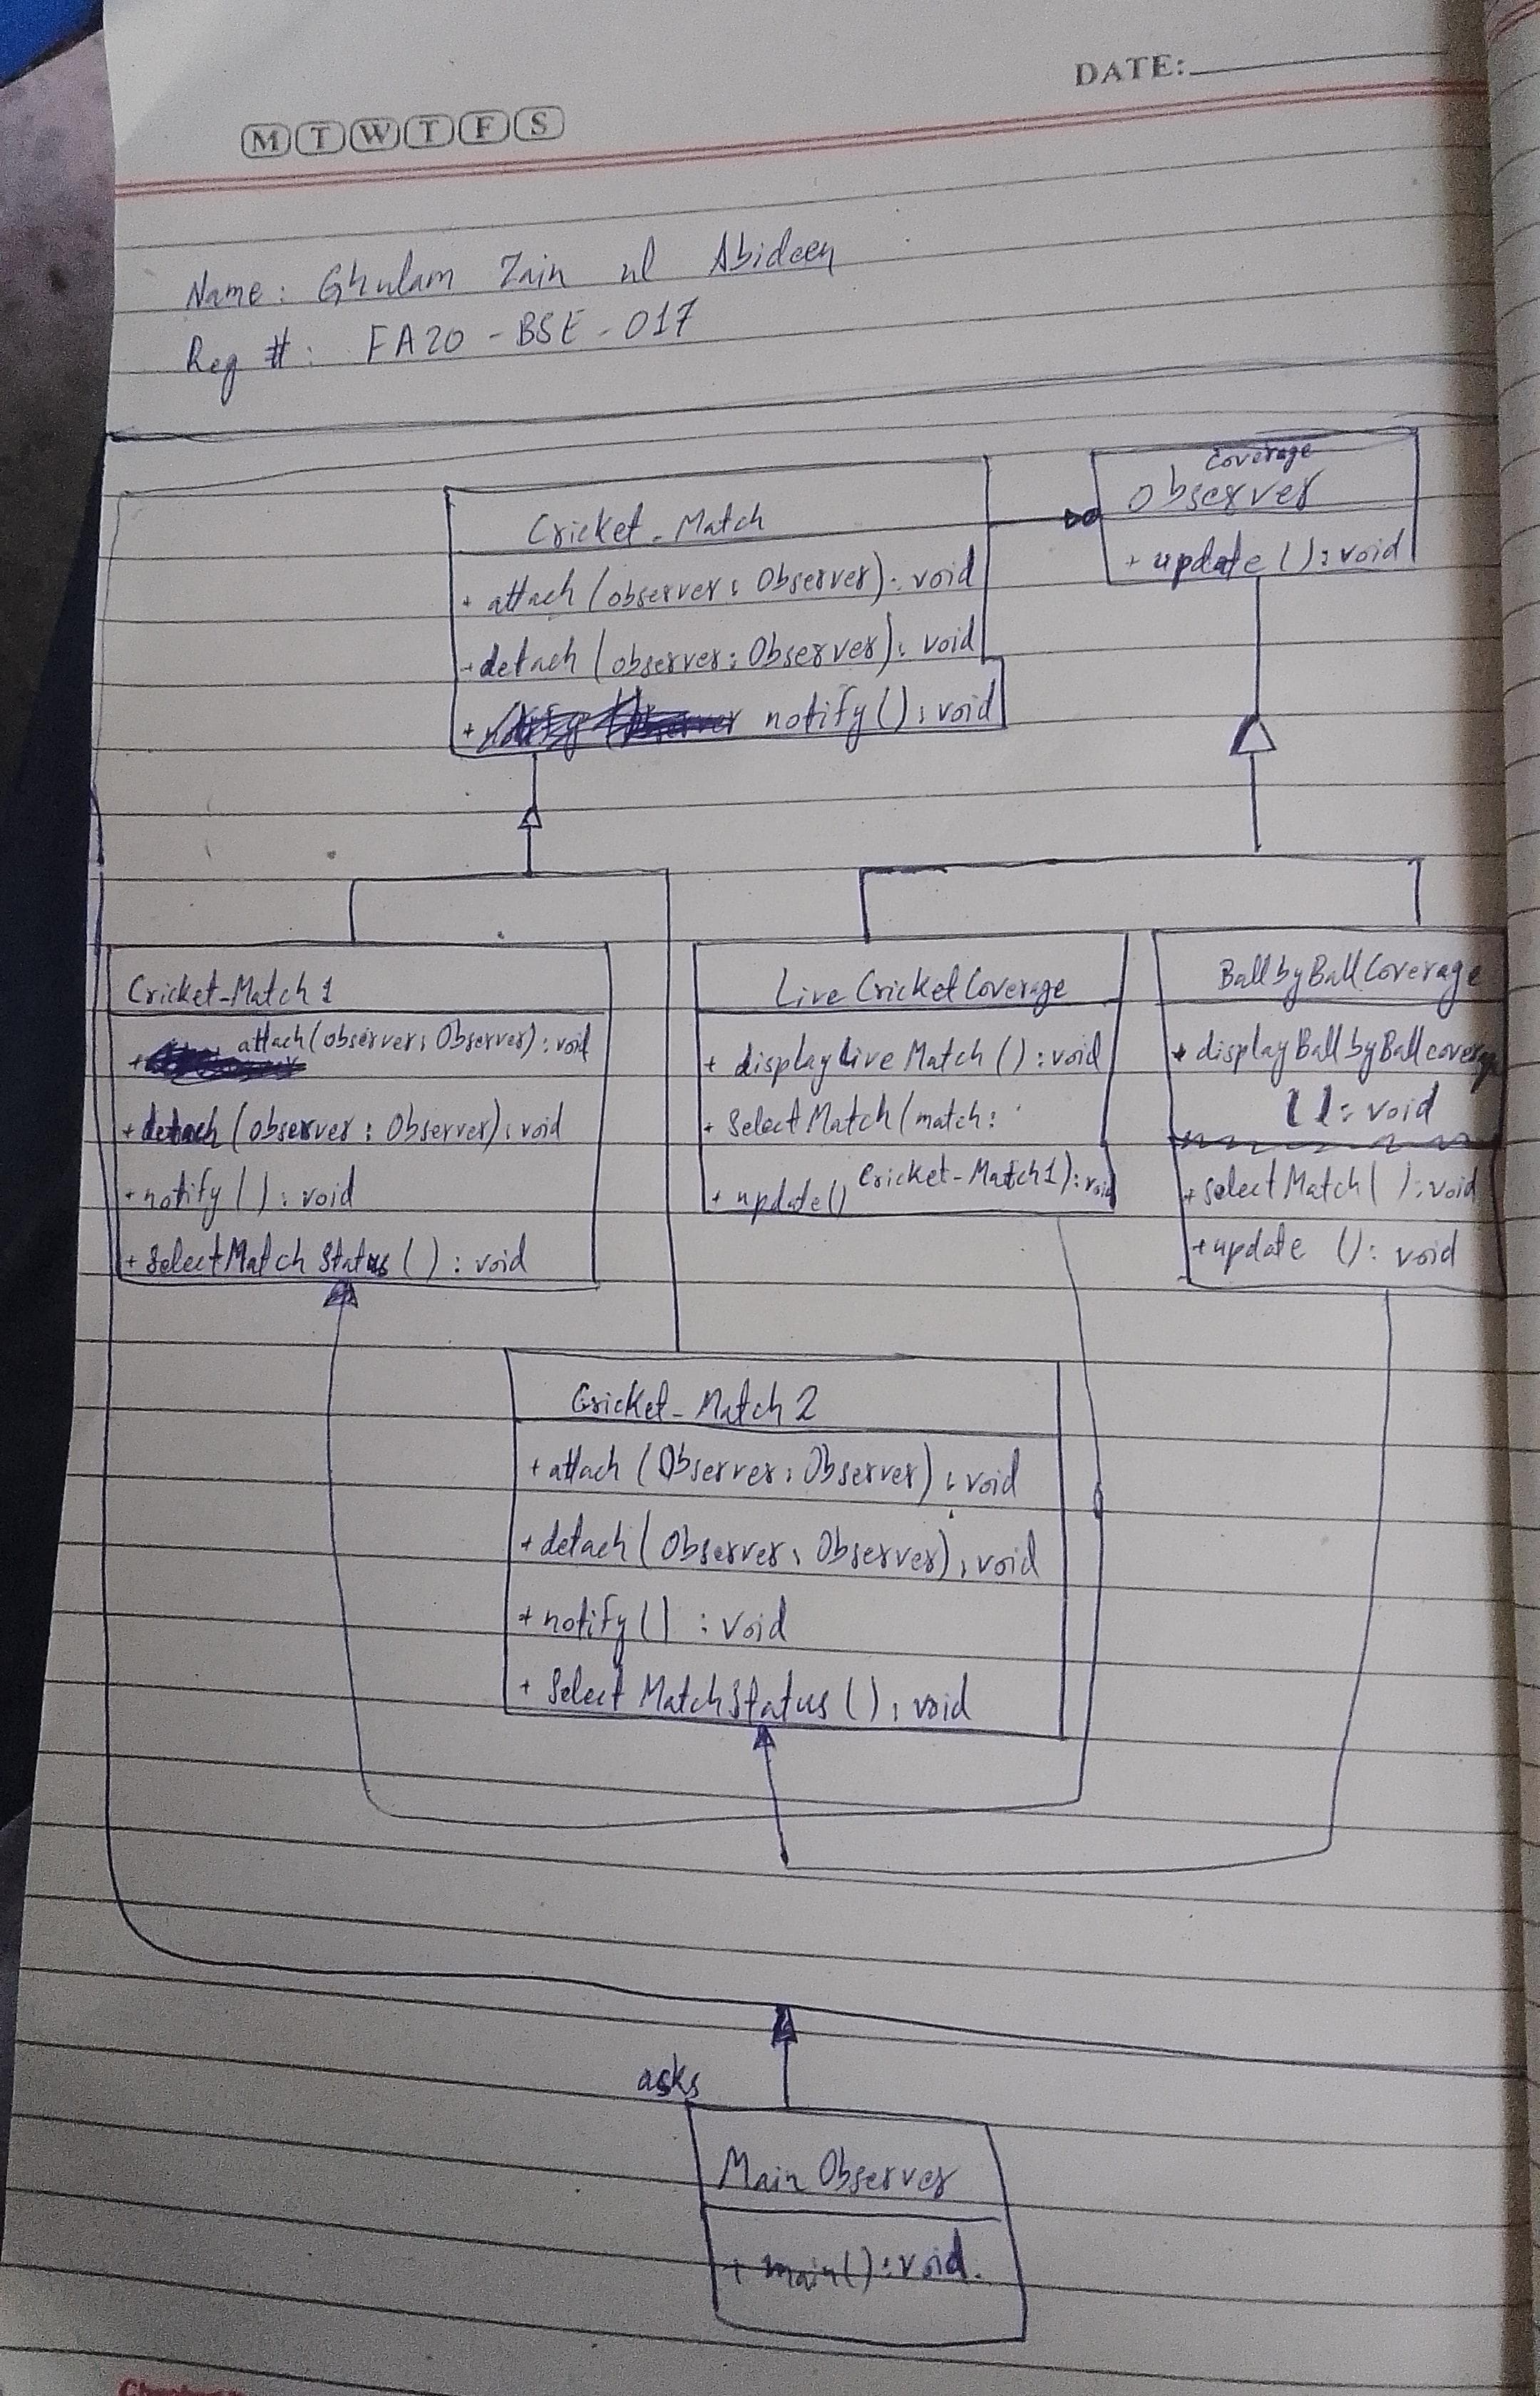 DATE:
M T W T F S
Name: Ghulam Zain ul Abideen
Reg #: FA20 - BSE - 017
Coverage
Observer
+ update (): void
Cricket_Match
+ attach (observer: Observer): void
+ detach (observer: Observer): void
+ notify (): void
Cricket_Match 1
+ attach (observer: Observer): void
+ detach (observer: Observer): void
+ notify (): void
+ SelectMatch Status (): void
Live Cricket Coverage
+ display Live Match (): void
+ Select Match (match:
Cricket-Match 1): void
+ update ()
Ball by Ball Coverage
+ display Ball by Ball coverage
(): void
+ Select Match ( ): void
+ update (): void
Cricket_Match 2
+ attach (Observer: Observer): void
+ detach (Observer: Observer): void
+ notify () : void
+ Select MatchStatus (): void
asks
Main Observer
+ main(): void.